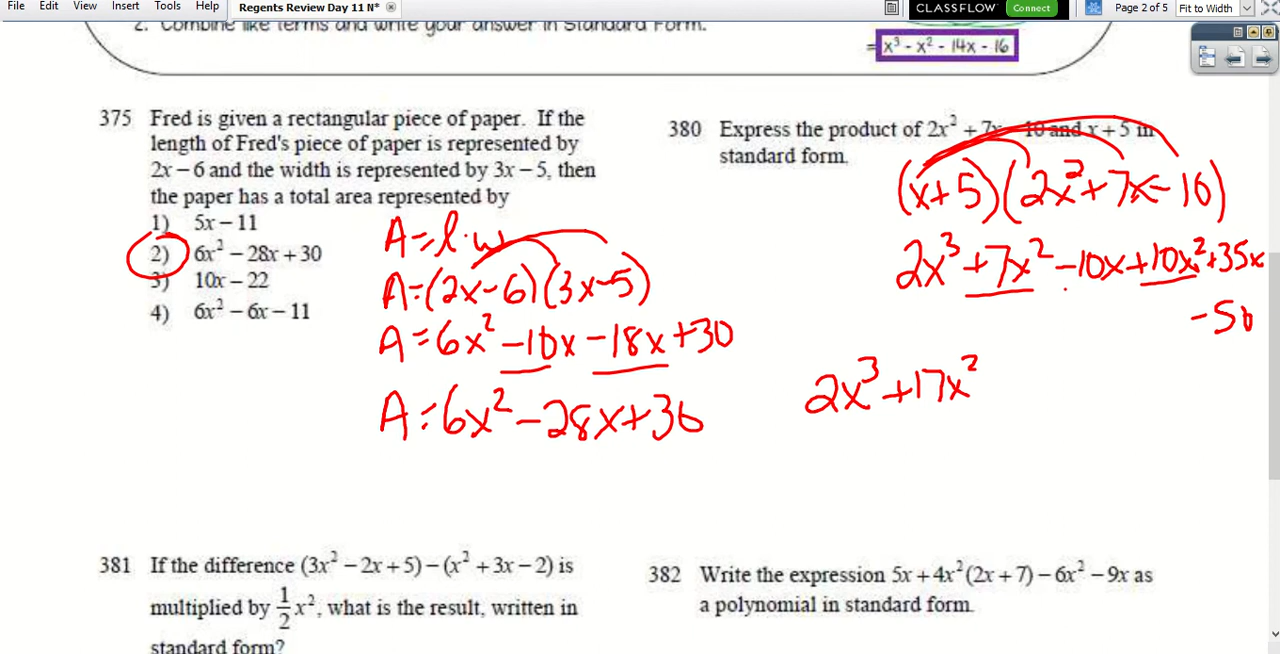 File Edit View Insert Tools Help Regents Review Day 11 N* CLASSFLOW Connect Page 2 of 5 Fit to Width
2. Combine like terms and write your answer in Standard Form.
= x³ - x² - 14x - 16
375 Fred is given a rectangular piece of paper. If the
length of Fred's piece of paper is represented by
2x – 6 and the width is represented by 3x – 5, then
the paper has a total area represented by
1) 5x – 11
2) 6x² – 28x + 30
3) 10x – 22
4) 6x² – 6x – 11
A = l·w
A = (2x-6)(3x-5)
A = 6x² -10x -18x +30
A = 6x² -28x +30
380 Express the product of 2x² + 7x – 10 and x + 5 in
standard form.
(x+5)(2x²+7x-10)
2x³ +7x² -10x +10x² +35x
-50
2x³ +17x²
381 If the difference (3x² – 2x + 5) – (x² + 3x – 2) is
multiplied by 1/2 x², what is the result, written in
standard form?
382 Write the expression 5x + 4x²(2x + 7) – 6x² – 9x as
a polynomial in standard form.